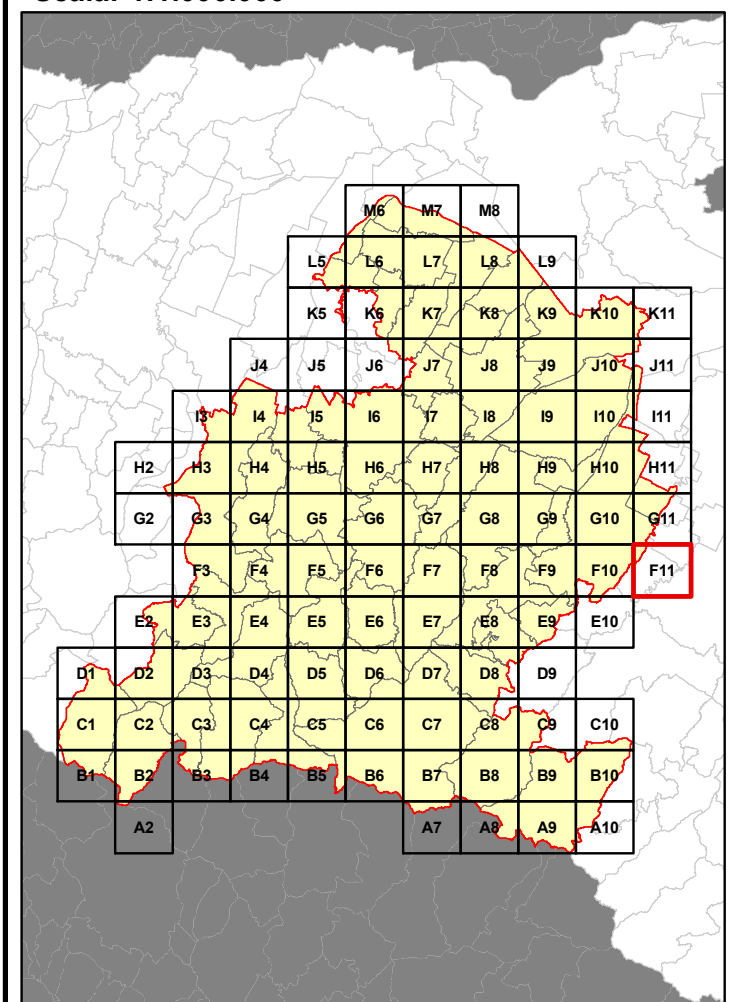 M6 M7 M8
L5 L6 L7 L8 L9
K5 K6 K7 K8 K9 K10 K11
J4 J5 J6 J7 J8 J9 J10 J11
I3 I4 I5 I6 I7 I8 I9 I10 I11
H2 H3 H4 H5 H6 H7 H8 H9 H10 H11
G2 G3 G4 G5 G6 G7 G8 G9 G10 G11
F3 F4 F5 F6 F7 F8 F9 F10 F11
E2 E3 E4 E5 E6 E7 E8 E9 E10
D1 D2 D3 D4 D5 D6 D7 D8 D9
C1 C2 C3 C4 C5 C6 C7 C8 C9 C10
B1 B2 B3 B4 B5 B6 B7 B8 B9 B10
A2 A7 A8 A9 A10